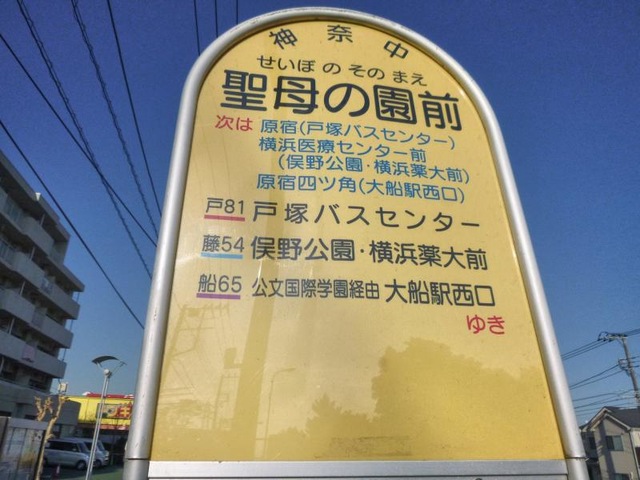 神奈中
せいぼ の その まえ
聖母の園前
次は 原宿(戸塚バスセンター)
横浜医療センター前
(俣野公園・横浜薬大前)
原宿四ツ角(大船駅西口)
戸81 戸塚バスセンター
藤54 俣野公園・横浜薬大前
船65 公文国際学園経由 大船駅西口
ゆき